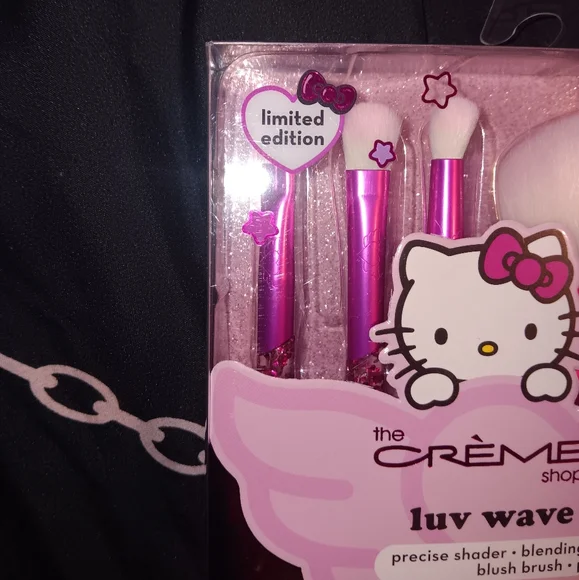 limited
edition
the
CRÈME
shop
luv wave
precise shader • blending
blush brush •